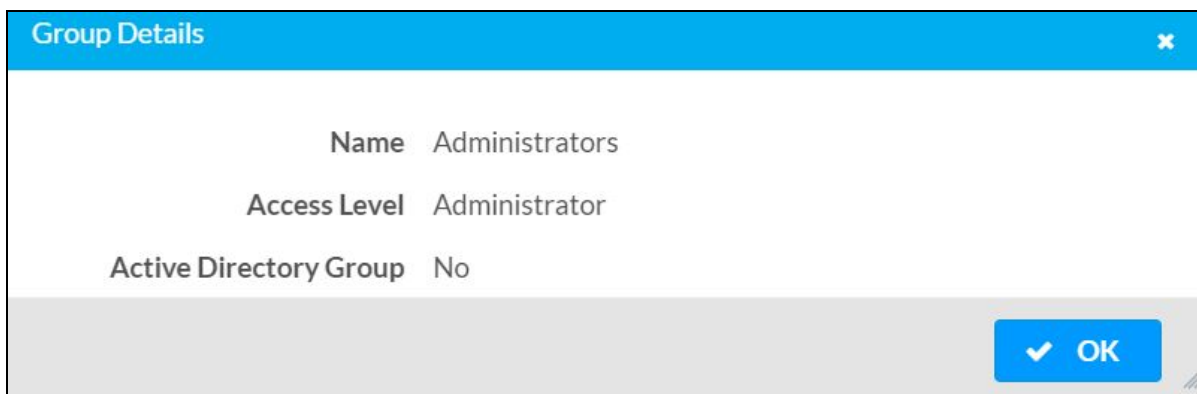 Group Details
Name Administrators
Access Level Administrator
Active Directory Group No
OK